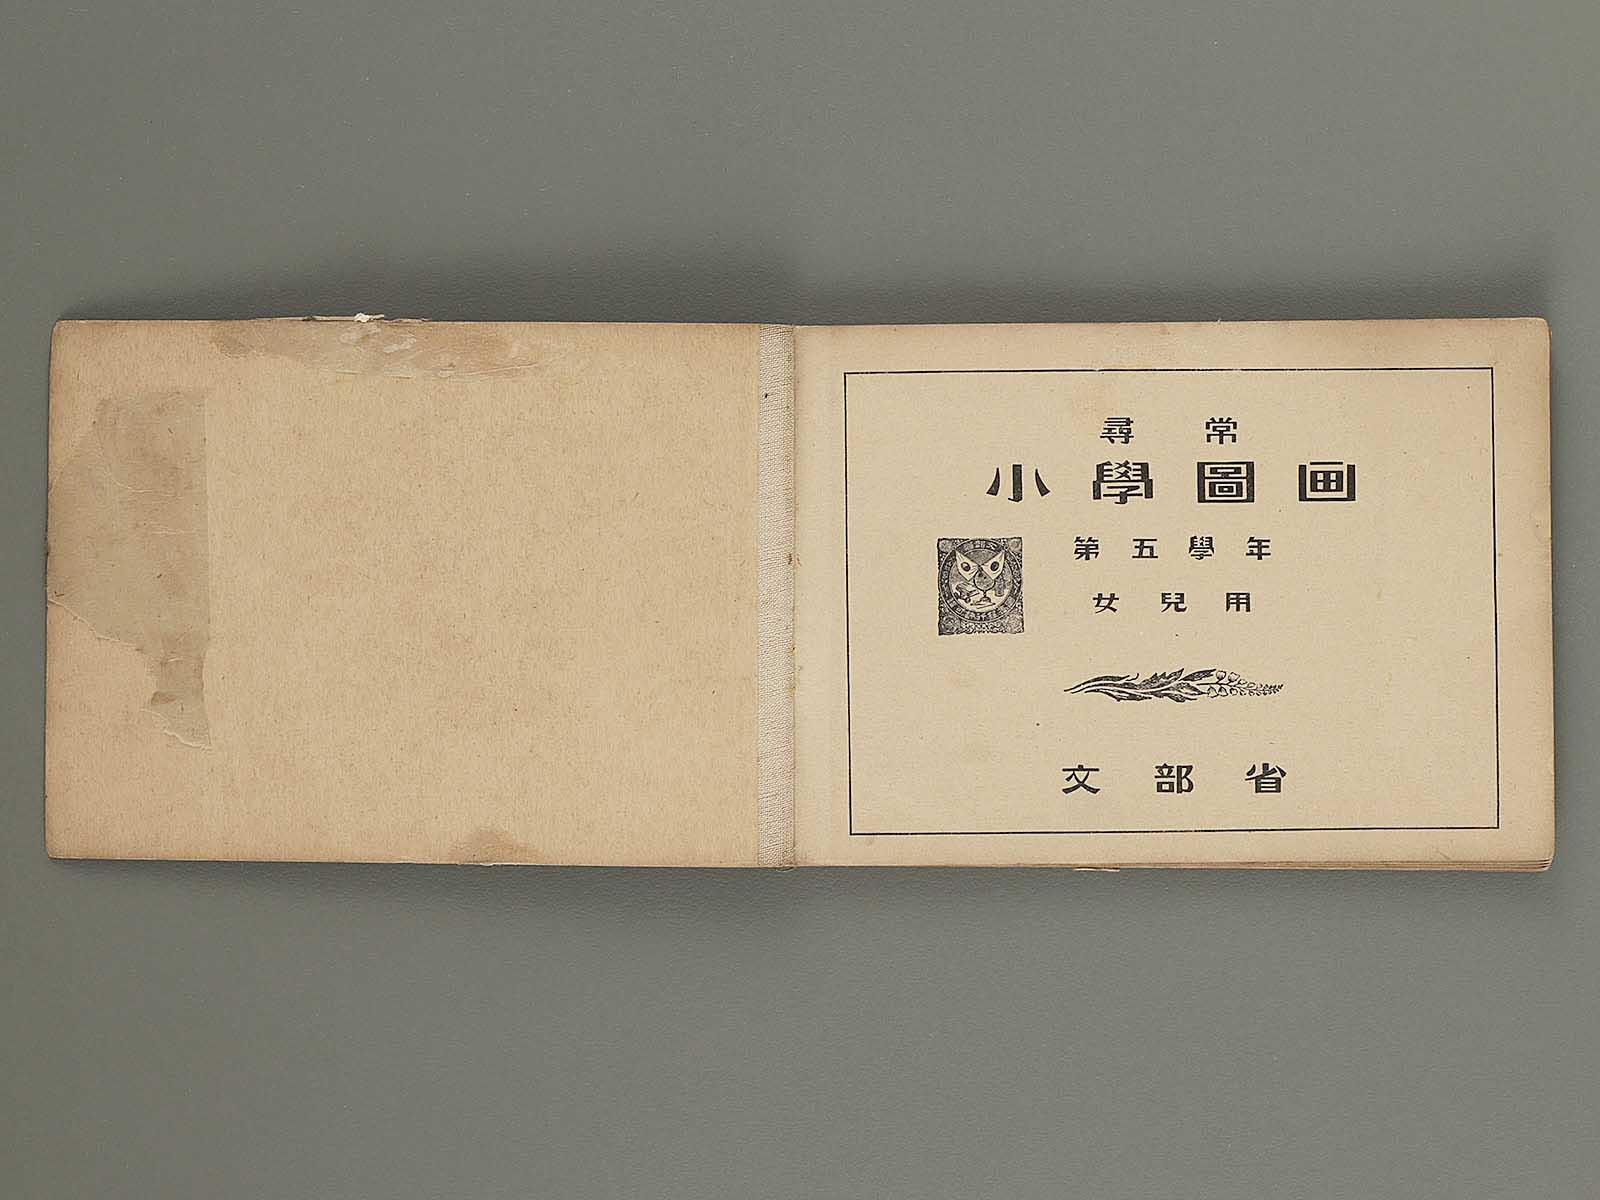 尋常
小學圖画
第五學年
女兒用
文部省